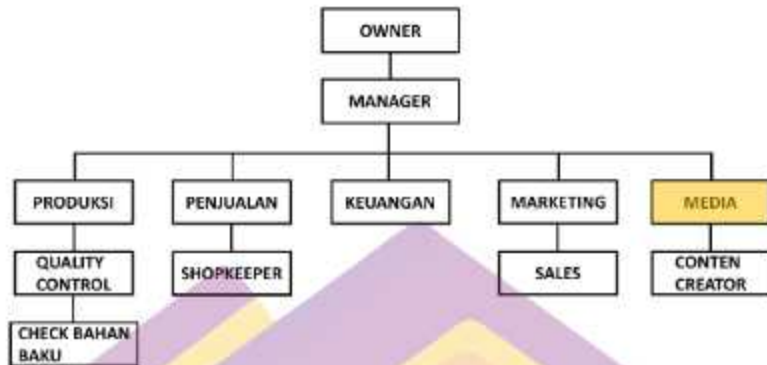 OWNER
MANAGER
PRODUKSI
PENJUALAN
KEUANGAN
MARKETING
MEDIA
QUALITY
CONTROL
SHOPKEEPER
SALES
CONTEN
CREATOR
CHECK BAHAN
BAKU